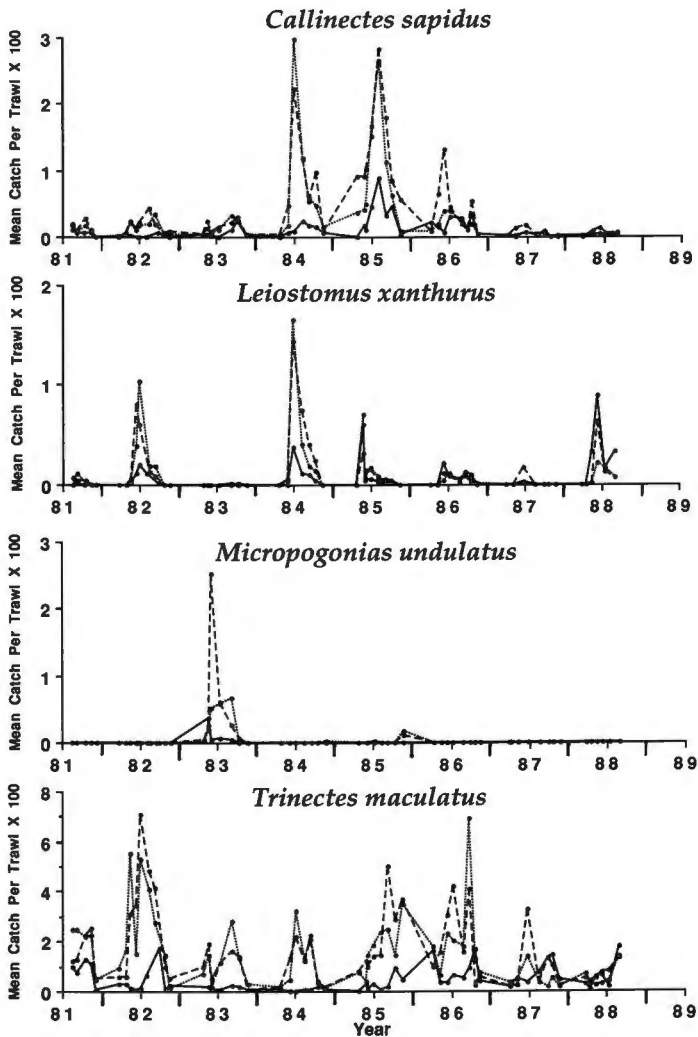 Callinectes sapidus
Mean Catch Per Trawl X 100
3
2
1
0
81 82 83 84 85 86 87 88 89
Leiostomus xanthurus
Mean Catch Per Trawl X 100
2
1
0
81 82 83 84 85 86 87 88 89
Micropogonias undulatus
Mean Catch Per Trawl X 100
3
2
1
0
81 82 83 84 85 86 87 88 89
Trinectes maculatus
Mean Catch Per Trawl X 100
8
6
4
2
0
81 82 83 84 85 86 87 88 89
Year